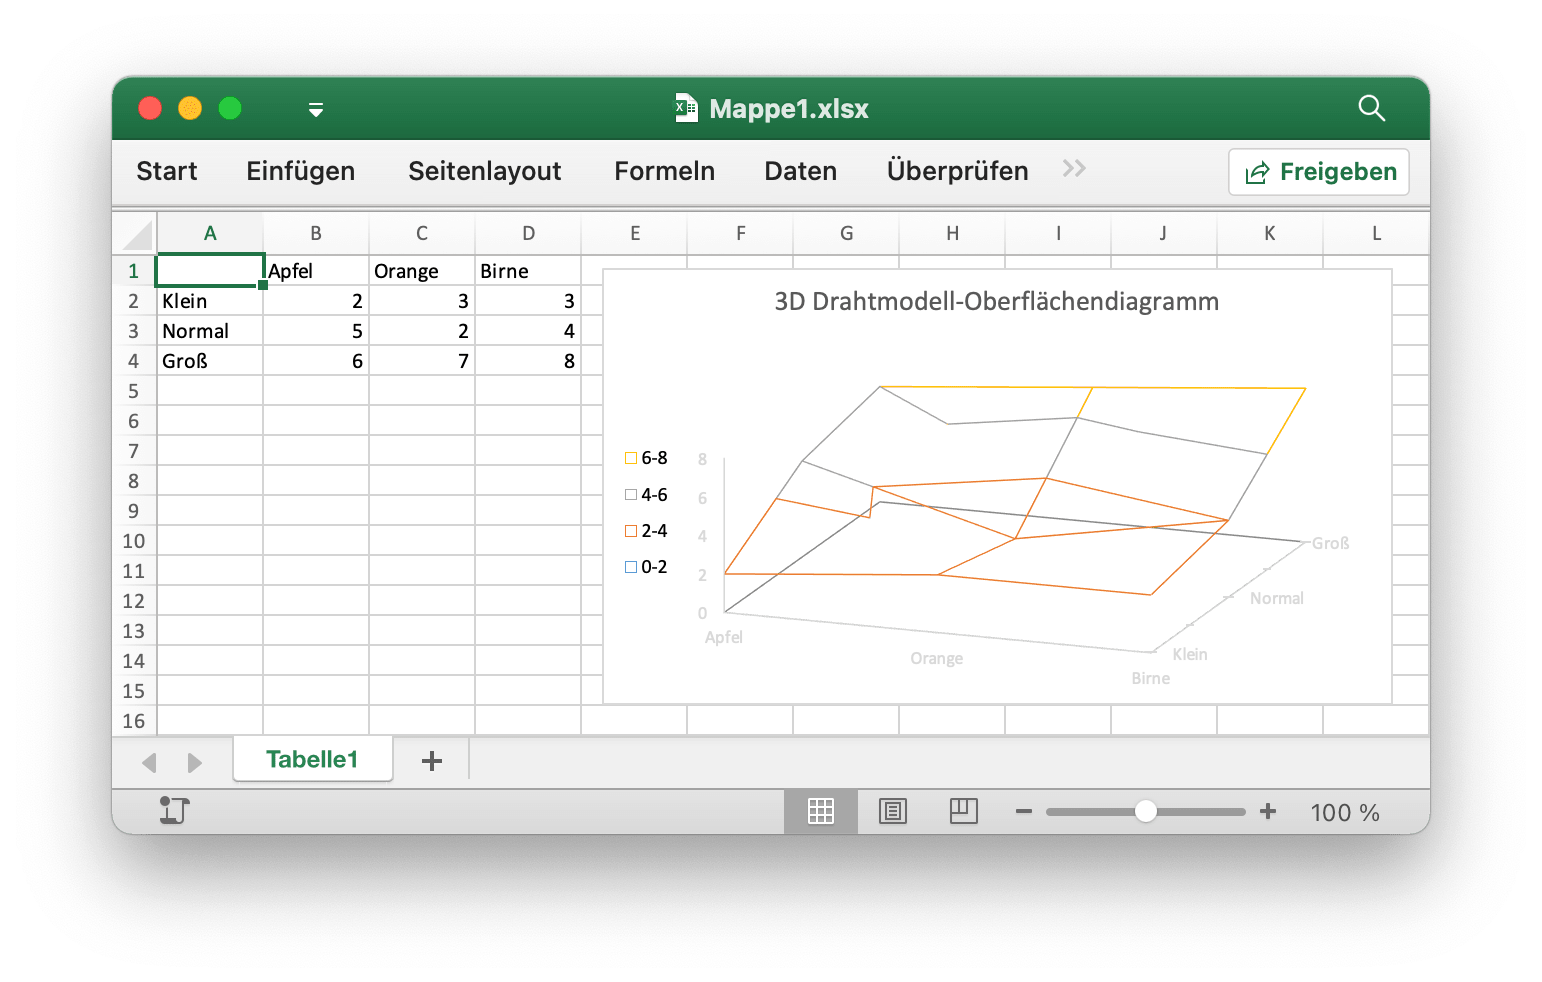 Mappe1.xlsx
Start Einfügen Seitenlayout Formeln Daten Überprüfen Freigeben
A B C D E F G H I J K L
1 Apfel Orange Birne
2 Klein 2 3 3
3 Normal 5 2 4
4 Groß 6 7 8
5
6
7
8
9
10
11
12
13
14
15
16
3D Drahtmodell-Oberflächendiagramm
6-8
4-6
2-4
0-2
8
6
4
2
0
Apfel
Orange
Birne
Klein
Normal
Groß
Tabelle1
100 %